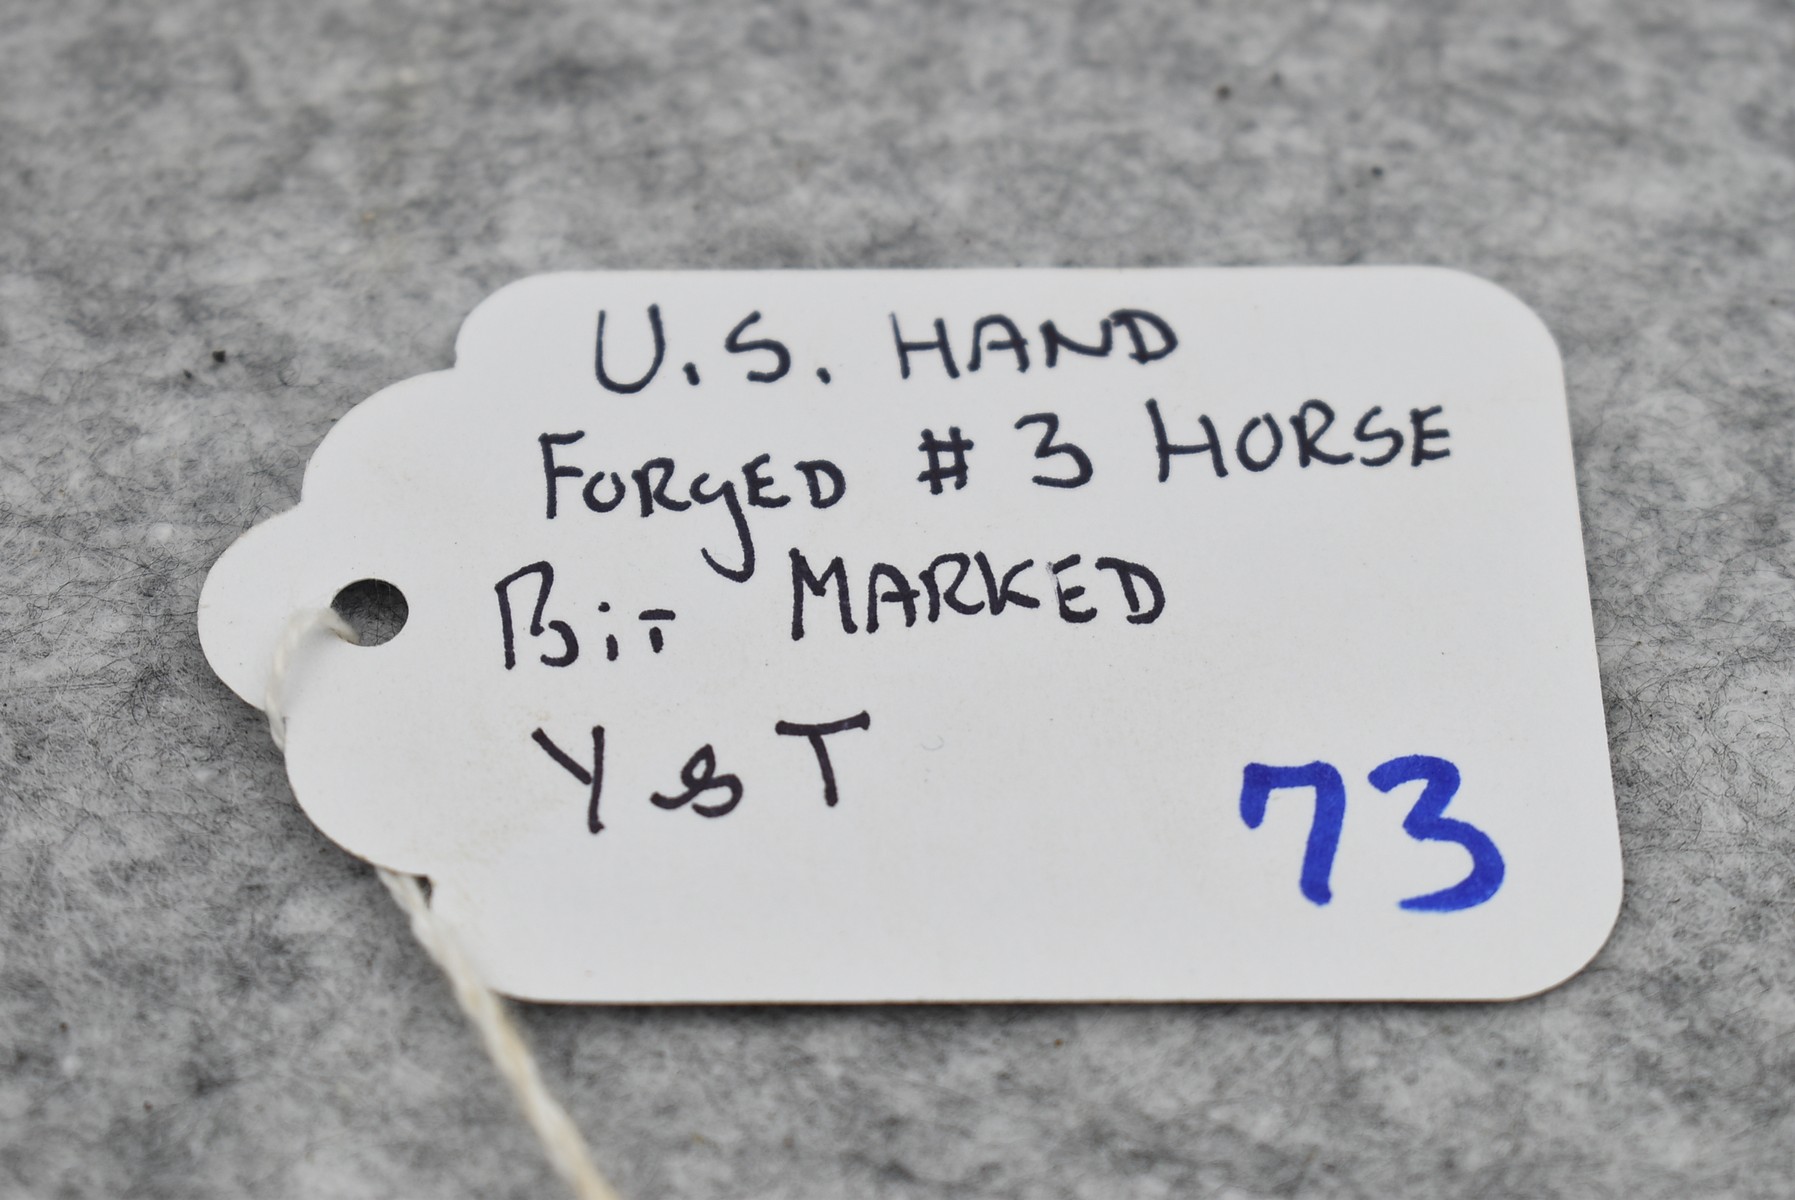 U.S. HAND
FORGED # 3 HORSE
BiT MARKED
Y & T
73